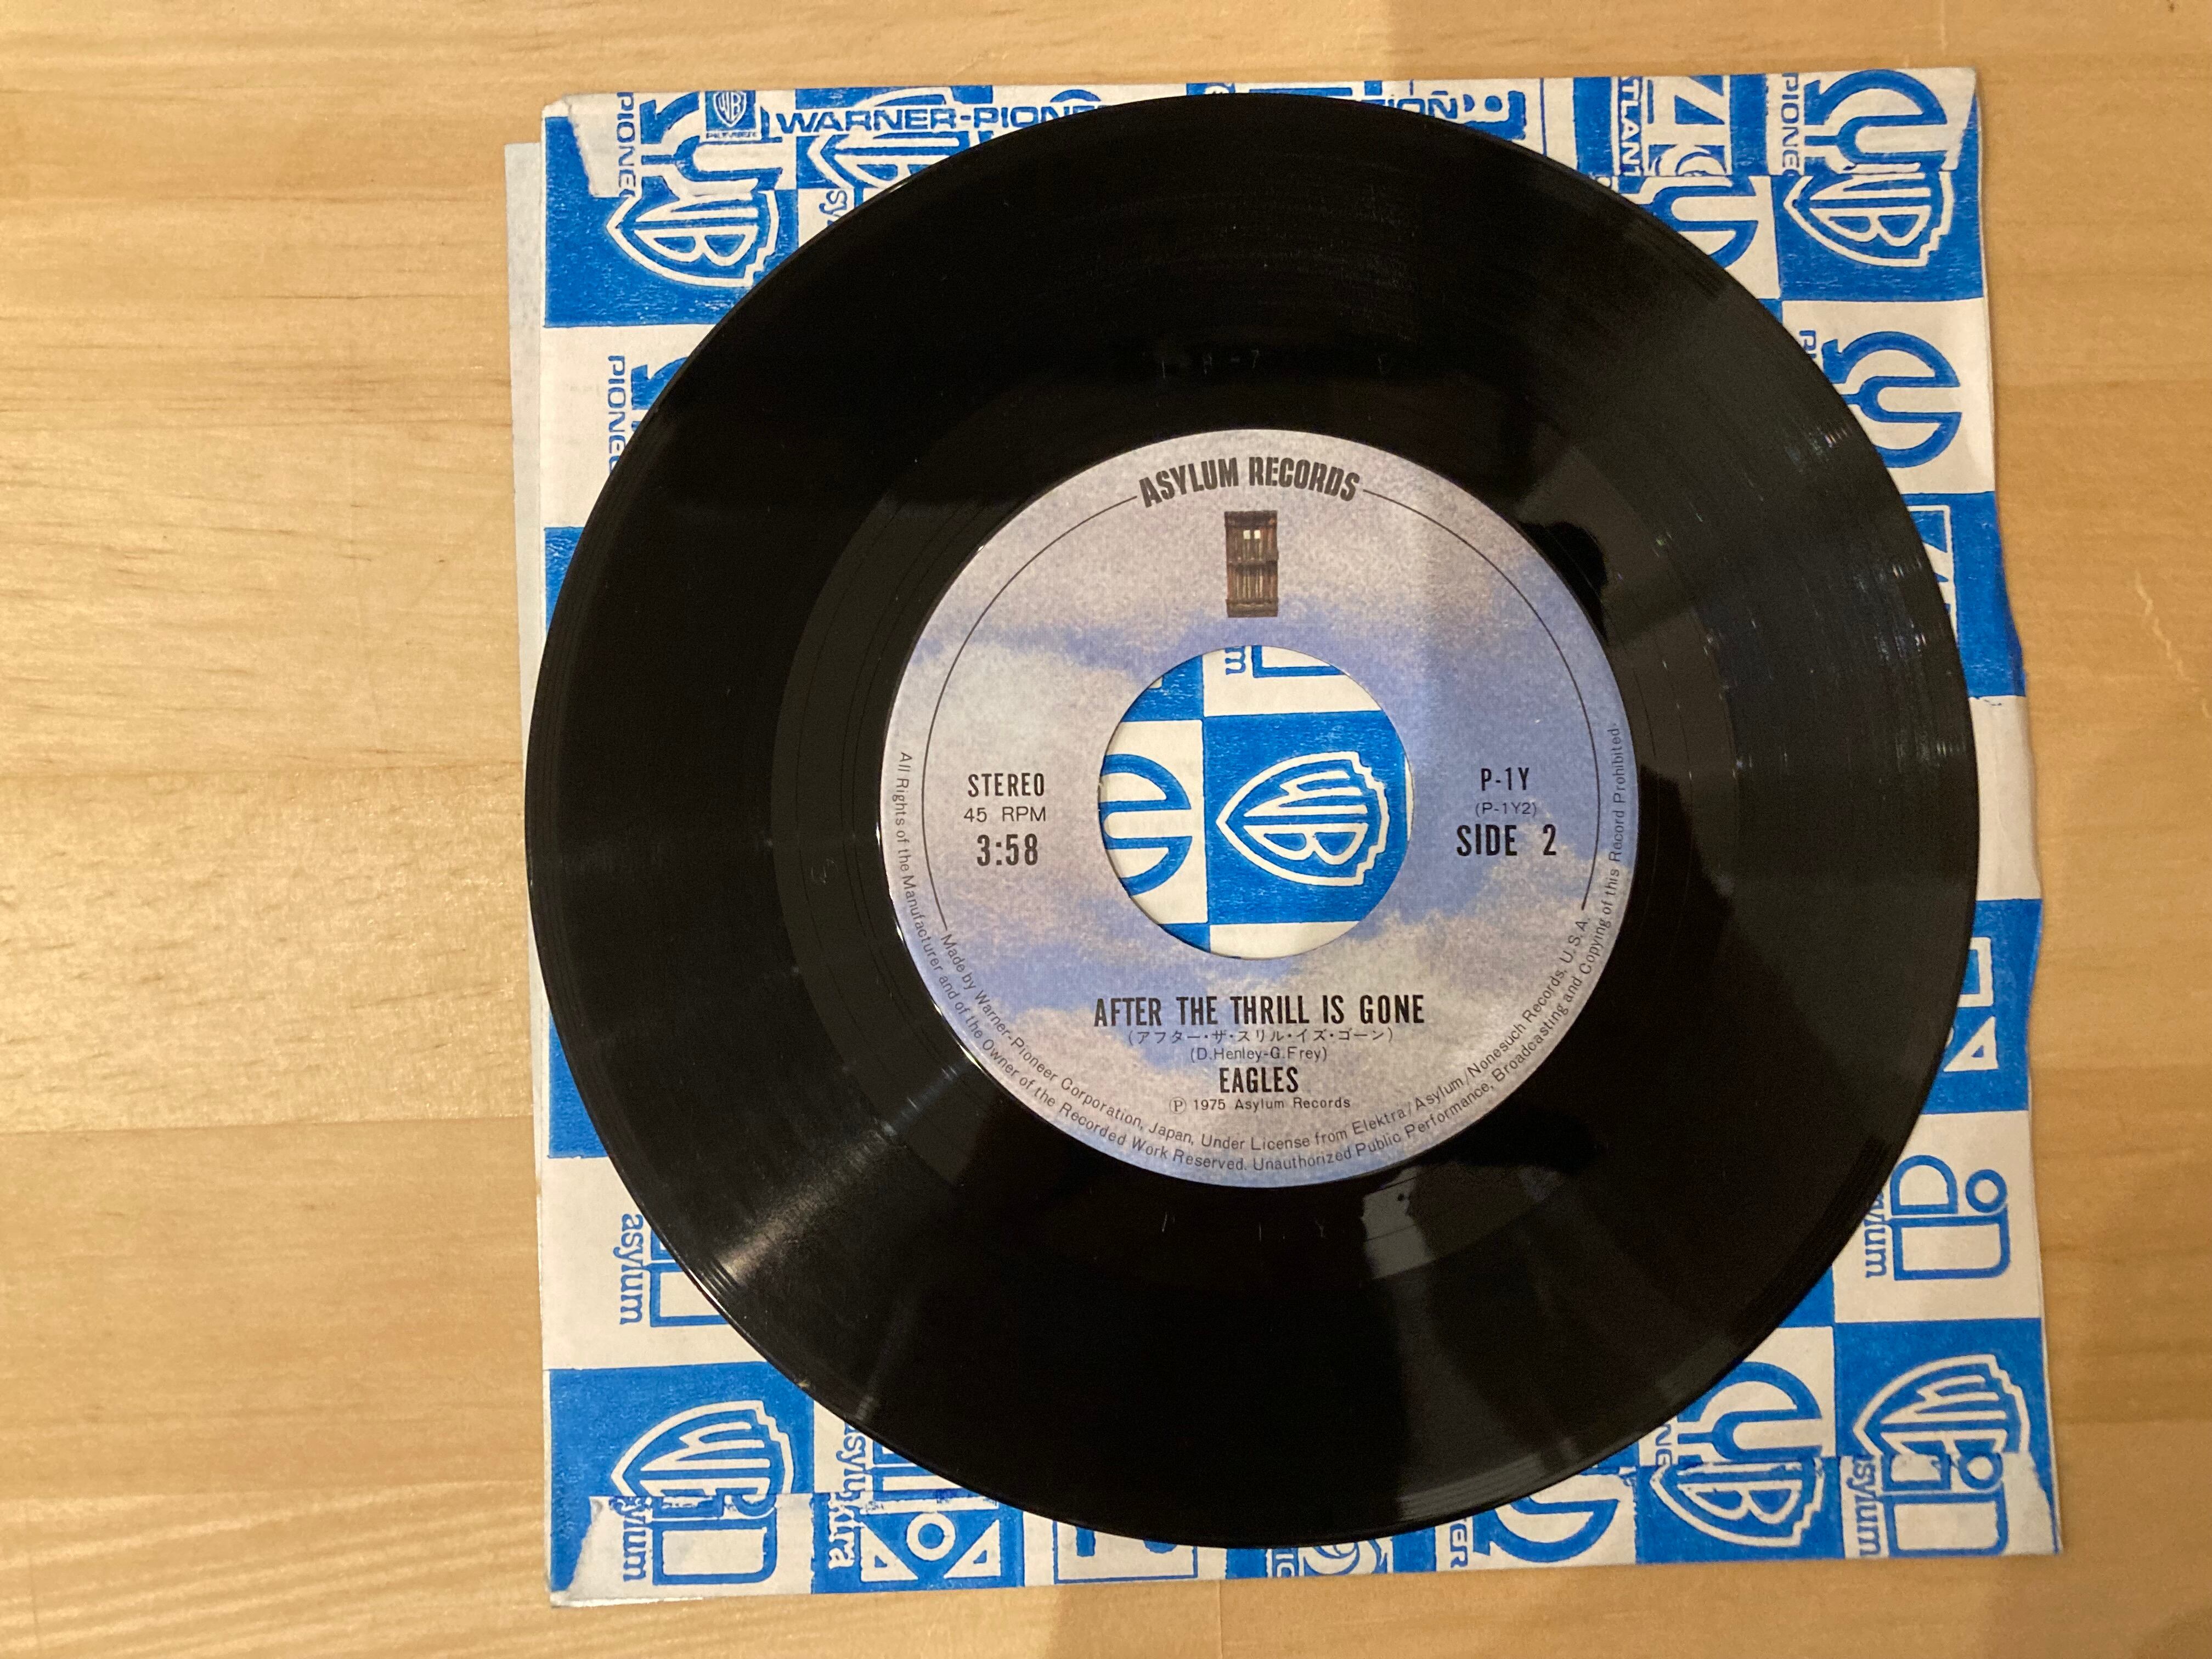 WARNER-PIONE
PIONE
PIONEE
ASYLUM RECORDS
STEREO
45 RPM
3:58
P-1Y
(P-1Y2)
SIDE 2
AFTER THE THRILL IS GONE
(アフター・ザ・スリル・イズ・ゴーン)
(D.Henley-G.Frey)
EAGLES
Ⓟ 1975 Asylum Records
Made by Warner-Pioneer Corporation, Japan, Under License from Elektra/Asylum/Nonesuch Records, U.S.A.
All Rights of the Manufacturer and of the Owner of the Recorded Work Reserved. Unauthorized Public Performance, Broadcasting and Copying of this Record Prohibited
asylum